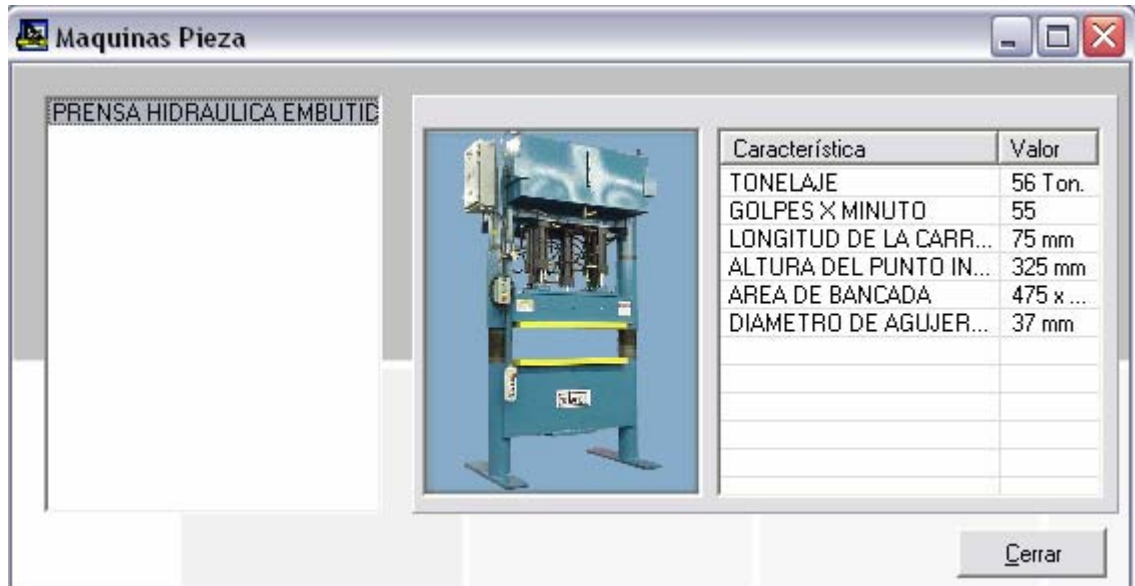 Maquinas Pieza
PRENSA HIDRAULICA EMBUTIC
Característica Valor
TONELAJE 56 Ton.
GOLPES X MINUTO 55
LONGITUD DE LA CARR... 75 mm
ALTURA DEL PUNTO IN... 325 mm
AREA DE BANCADA 475 x ...
DIAMETRO DE AGUJER... 37 mm
Cerrar